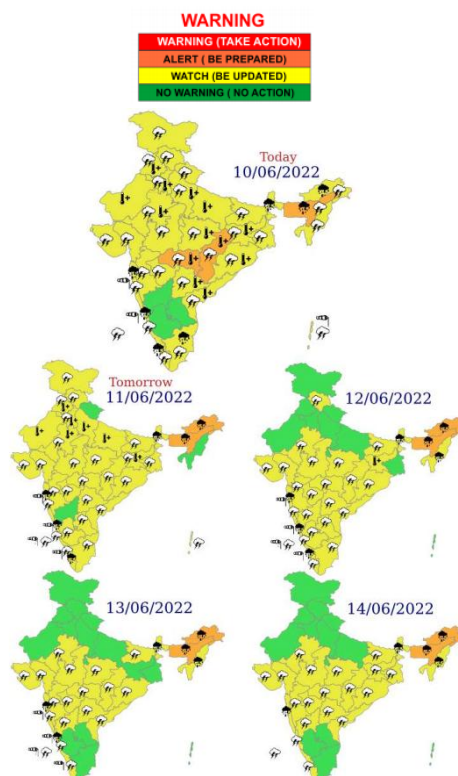 WARNING
WARNING (TAKE ACTION)
ALERT ( BE PREPARED)
WATCH (BE UPDATED)
NO WARNING ( NO ACTION)
Today
10/06/2022
Tomorrow
11/06/2022
12/06/2022
13/06/2022
14/06/2022